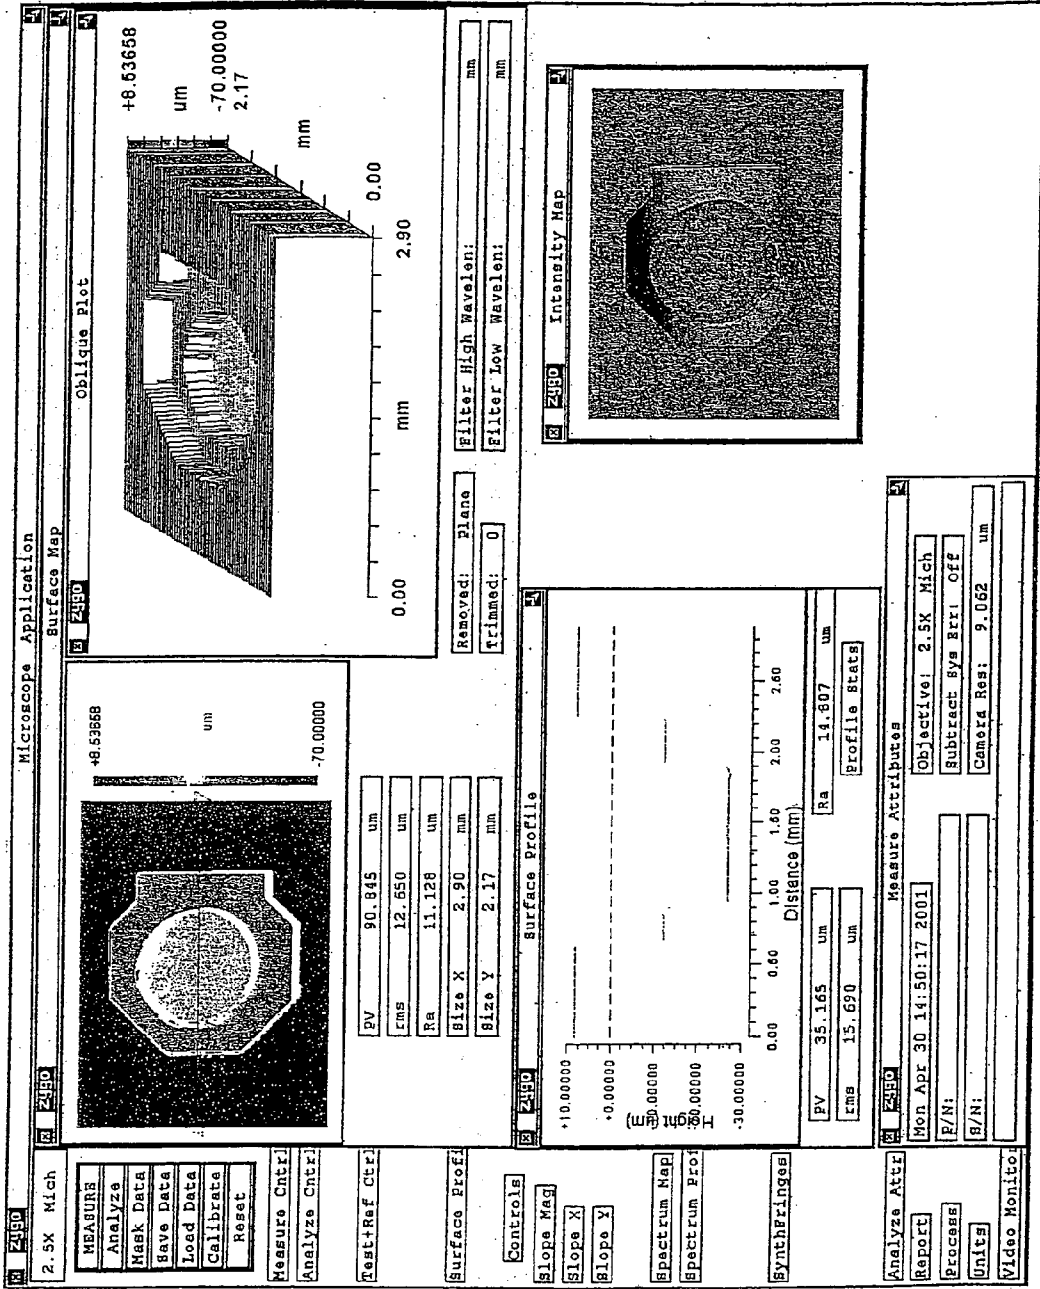 zygo
Microscope Application
2.5X Mich
MEASURE
Analyze
Mask Data
Save Data
Load Data
Calibrate
Reset
Measure Cntrl
Analyze Cntrl
Test+Ref Ctrl
Surface Profi
Controls
Slope Mag
Slope X
Slope Y
Spectrum Map
Spectrum Prof
SynthFringes
Analyze Attr
Report
Process
Units
Video Monitor
zygo
Surface Map
+8.53658
um
-70.00000
PV 90.845 um
rms 12.650 um
Ra 11.128 um
Size X 2.90 mm
Size Y 2.17 mm
zygo
Oblique Plot
+8.53658
um
-70.00000
2.17
mm
0.00
0.00
mm
2.90
Removed: Plane
Trimmed: 0
Filter High Wavelen: mm
Filter Low Wavelen: mm
zygo
Surface Profile
+10.00000
+0.00000
-30.00000
Height (um)
0.00
0.50
1.00
1.50
2.00
2.60
Distance (mm)
PV 35.165 um
rms 15.690 um
Ra 14.807 um
Profile Stats
zygo
Intensity Map
zygo
Measure Attributes
Mon Apr 30 14:50:17 2001
P/N:
S/N:
Objective: 2.5X Mich
Subtract Sys Err: Off
Camera Res: 9.062 um